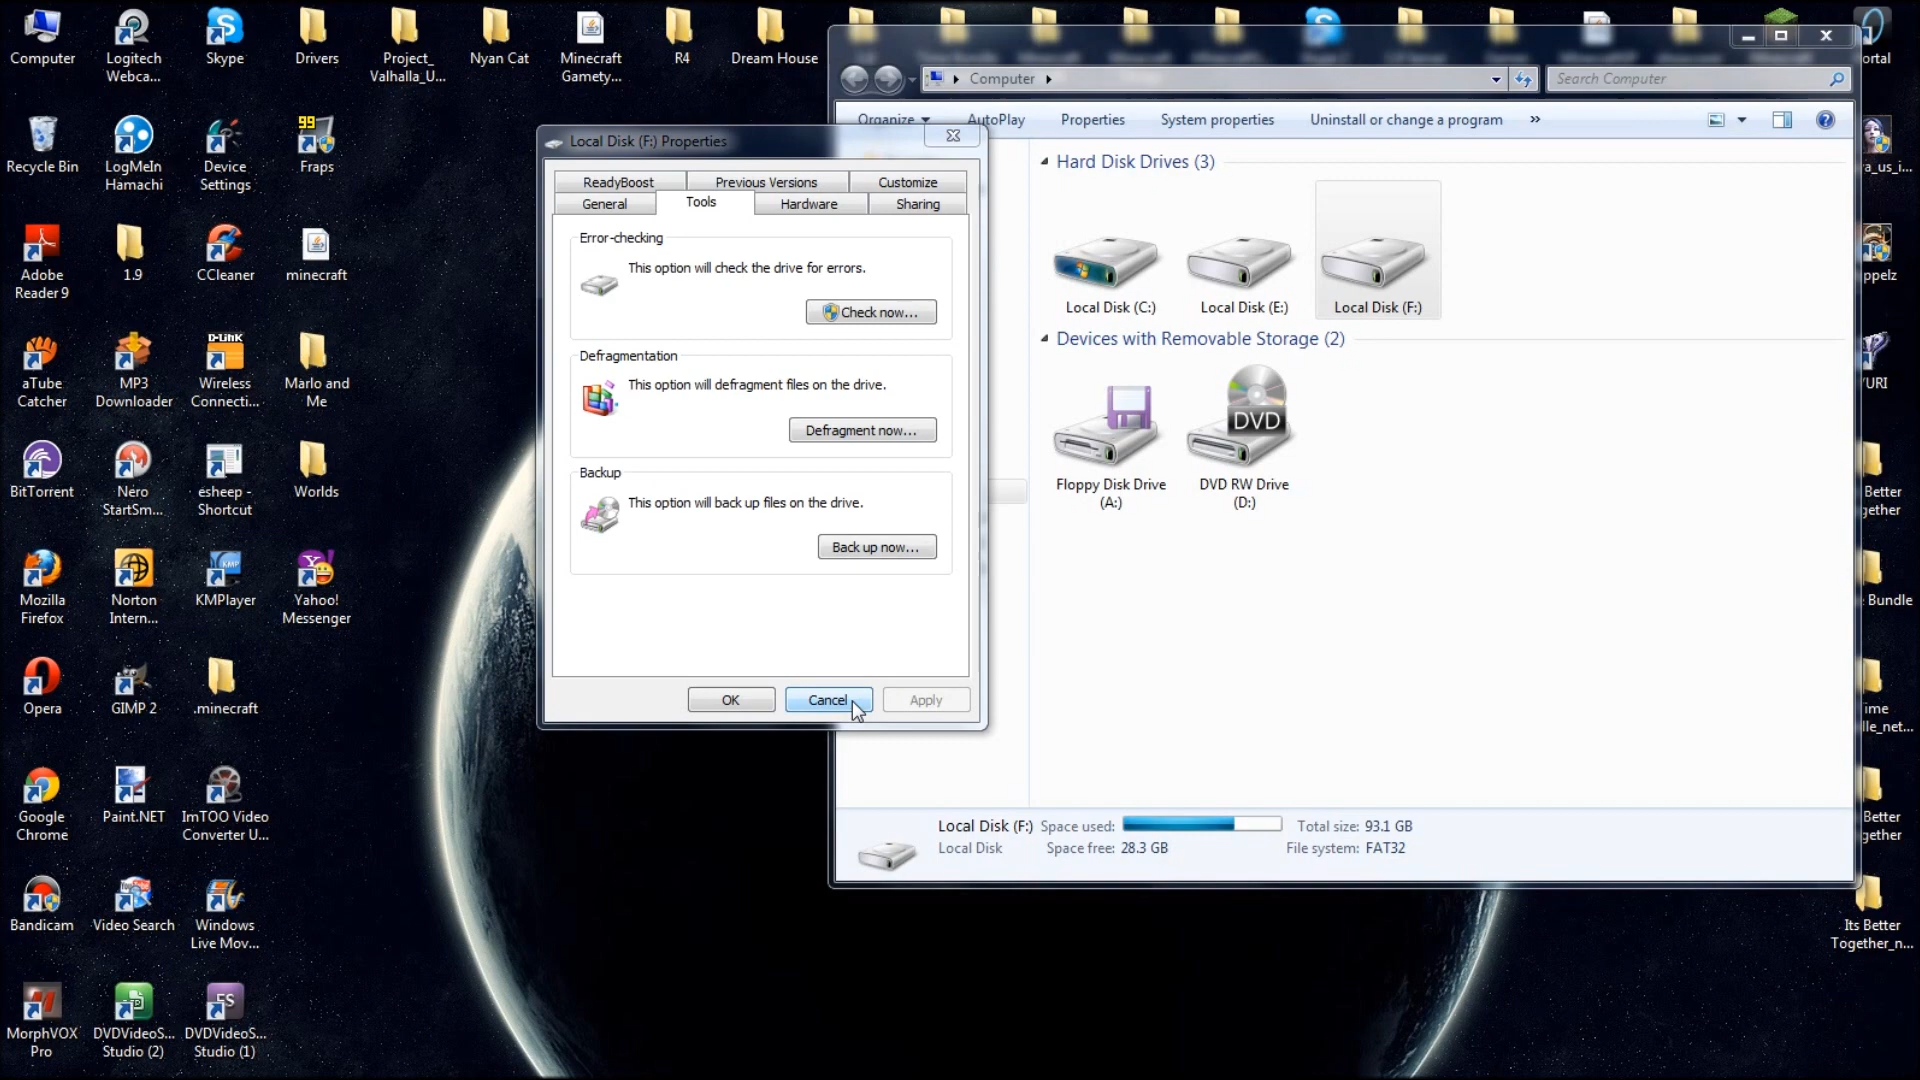 Computer
Logitech
Webca...
Skype
Drivers
Project_
Valhalla_U...
Nyan Cat
Minecraft
Gamety...
R4
Dream House
Recycle Bin
LogMeIn
Hamachi
Device
Settings
99
Fraps
Adobe
Reader 9
1.9
CCleaner
minecraft
aTube
Catcher
MP3
Downloader
D-Link
Wireless
Connecti...
Marlo and
Me
BitTorrent
Nero
StartSm...
esheep -
Shortcut
Worlds
Mozilla
Firefox
Norton
Intern...
KMP
KMPlayer
Yahoo!
Messenger
Opera
GIMP 2
.minecraft
Google
Chrome
Paint.NET
ImTOO Video
Converter U...
Bandicam
Video Search
Windows
Live Mov...
MorphVOX
Pro
DVDVideoS...
Studio (2)
FS
DVDVideoS...
Studio (1)
Local Disk (F:) Properties
ReadyBoost
Previous Versions
Customize
General
Tools
Hardware
Sharing
Error-checking
This option will check the drive for errors.
Check now...
Defragmentation
This option will defragment files on the drive.
Defragment now...
Backup
This option will back up files on the drive.
Back up now...
OK
Cancel
Apply
Computer
Search Computer
Organize
AutoPlay
Properties
System properties
Uninstall or change a program
»
Hard Disk Drives (3)
Local Disk (C:)
Local Disk (E:)
Local Disk (F:)
Devices with Removable Storage (2)
Floppy Disk Drive
(A:)
DVD
DVD RW Drive
(D:)
Local Disk (F:)
Space used:
Total size: 93.1 GB
Local Disk
Space free: 28.3 GB
File system: FAT32
ortal
ra_us_i...
ppelz
YURI
Better
gether
Bundle
ime
lle_net...
Better
gether
Its Better
Together_n...